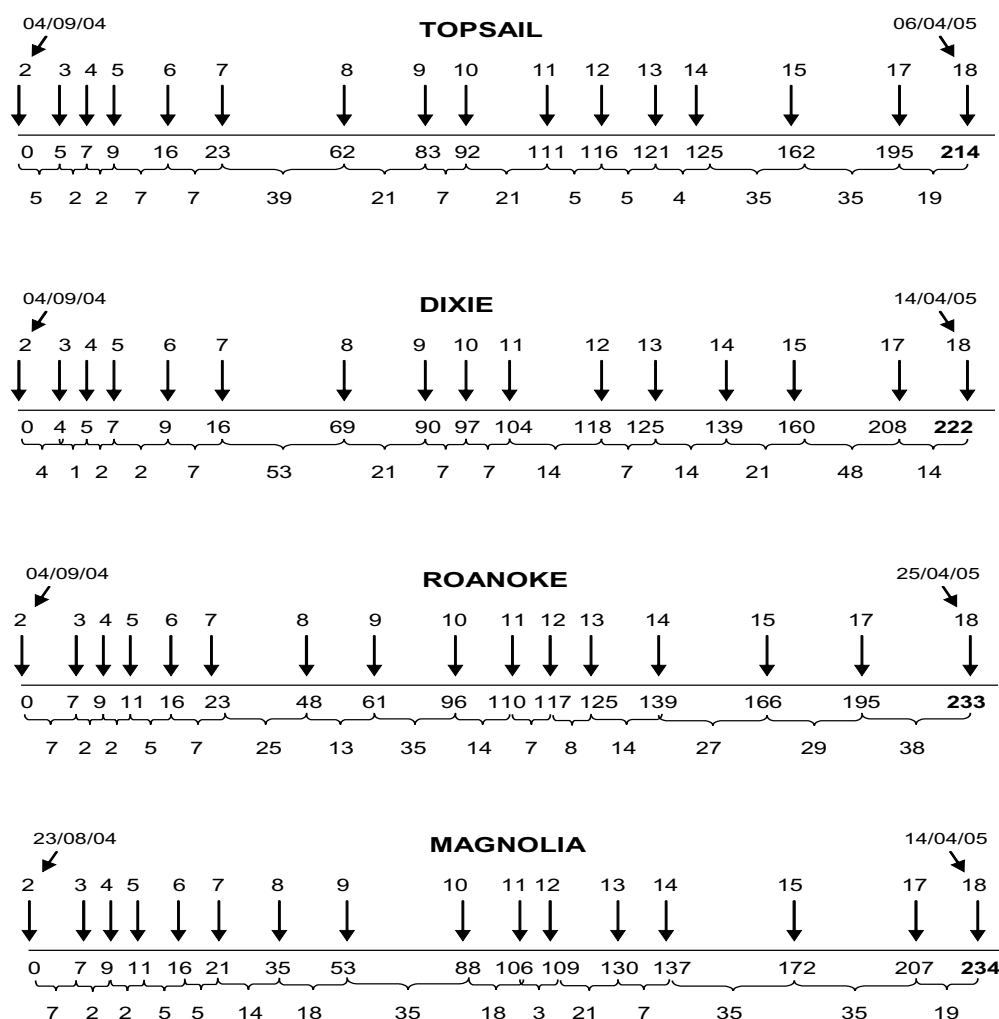 04/09/04 TOPSAIL 06/04/05
2 3 4 5 6 7 8 9 10 11 12 13 14 15 17 18
0 5 7 9 16 23 62 83 92 111 116 121 125 162 195 214
5 2 2 7 7 39 21 7 21 5 5 4 35 35 19
04/09/04 DIXIE 14/04/05
2 3 4 5 6 7 8 9 10 11 12 13 14 15 17 18
0 4 5 7 9 16 69 90 97 104 118 125 139 160 208 222
4 1 2 2 7 53 21 7 7 14 7 14 21 48 14
04/09/04 ROANOKE 25/04/05
2 3 4 5 6 7 8 9 10 11 12 13 14 15 17 18
0 7 9 11 16 23 48 61 96 110 117 125 139 166 195 233
7 2 2 5 7 25 13 35 14 7 8 14 27 29 38
23/08/04 MAGNOLIA 14/04/05
2 3 4 5 6 7 8 9 10 11 12 13 14 15 17 18
0 7 9 11 16 21 35 53 88 106 109 130 137 172 207 234
7 2 2 5 5 14 18 35 18 3 21 7 35 35 19